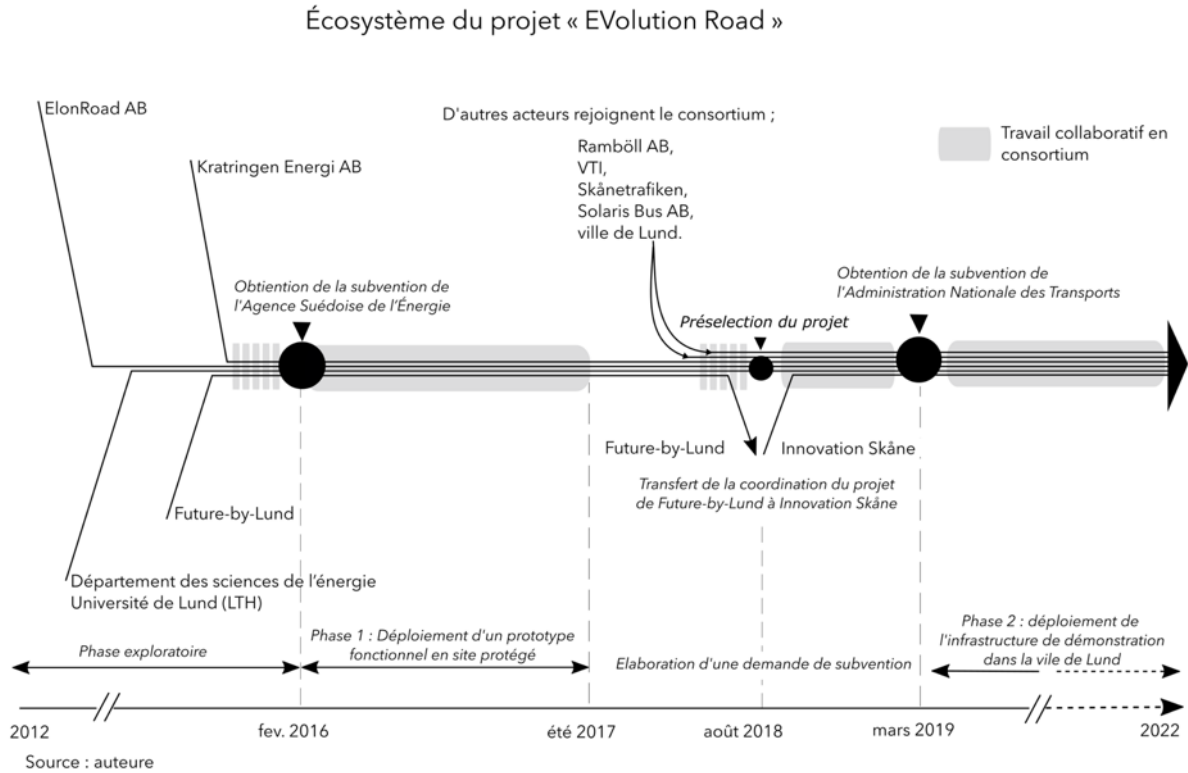 Écosystème du projet « EVolution Road »
ElonRoad AB
Kratringen Energi AB
D'autres acteurs rejoignent le consortium ;
Ramböll AB,
VTI,
Skånetrafiken,
Solaris Bus AB,
ville de Lund.
Travail collaboratif en
consortium
Obtiention de la subvention de
l'Agence Suédoise de l'Énergie
Préselection du projet
Obtention de la subvention de
l'Administration Nationale des Transports
Future-by-Lund
Innovation Skåne
Transfert de la coordination du projet
de Future-by-Lund à Innovation Skåne
Future-by-Lund
Département des sciences de l'énergie
Université de Lund (LTH)
Phase exploratoire
Phase 1 : Déploiement d'un prototype
fonctionnel en site protégé
Elaboration d'une demande de subvention
Phase 2 : déploiement de
l'infrastructure de démonstration
dans la vile de Lund
2012
fev. 2016
été 2017
août 2018
mars 2019
2022
Source : auteure